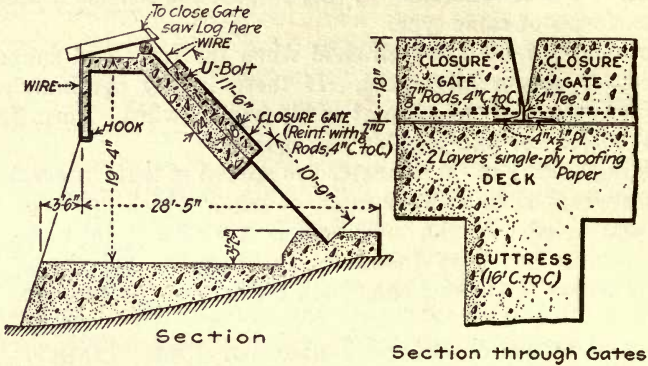 To close Gate
saw Log here
WIRE
U-Bolt
11'-6"
WIRE
HOOK
CLOSURE GATE
(Reinf. with 7/8"□
Rods, 4" C. to C.)
19'-4"
10'-9"
3'6"
28'-5"
Section
18"
CLOSURE
GATE
7/8" Rods, 4" C. to C.
CLOSURE
GATE
4" Tee
4" x 1/2" Pl.
2 Layers single-ply roofing
Paper
DECK
BUTTRESS
(16' C. to C)
Section through Gates